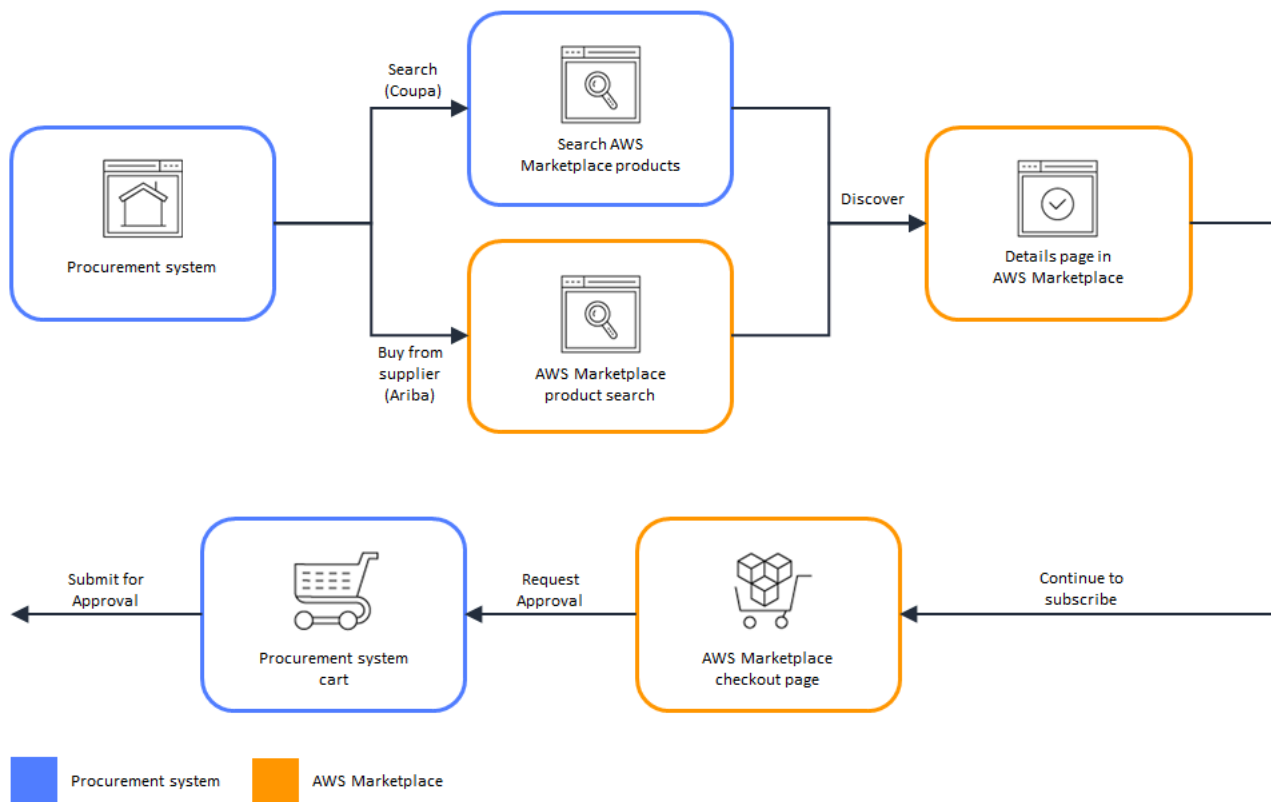 Search
(Coupa)
Search AWS
Marketplace products
Procurement system
Discover
Details page in
AWS Marketplace
Buy from
supplier
(Ariba)
AWS Marketplace
product search
Submit for
Approval
Procurement system
cart
Request
Approval
AWS Marketplace
checkout page
Continue to
subscribe
Procurement system
AWS Marketplace